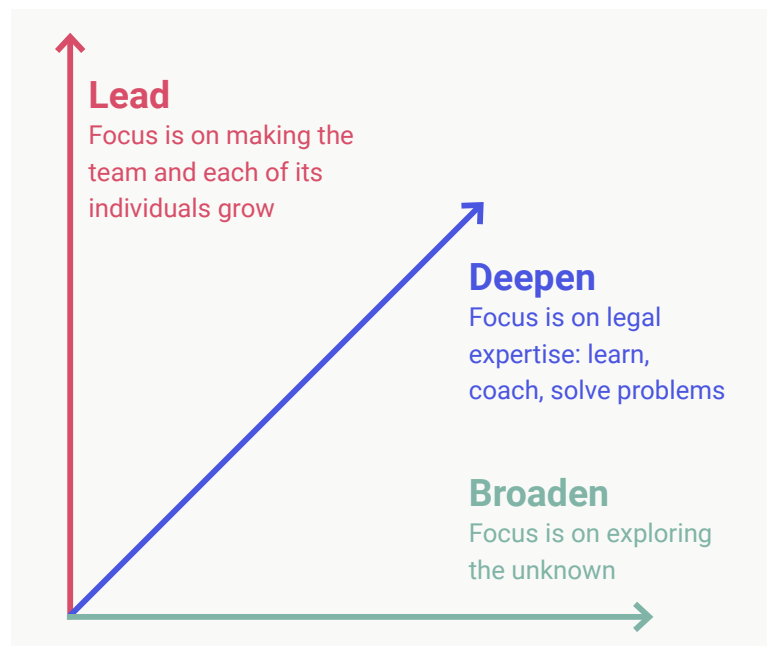 Lead
Focus is on making the
team and each of its
individuals grow
Deepen
Focus is on legal
expertise: learn,
coach, solve problems
Broaden
Focus is on exploring
the unknown